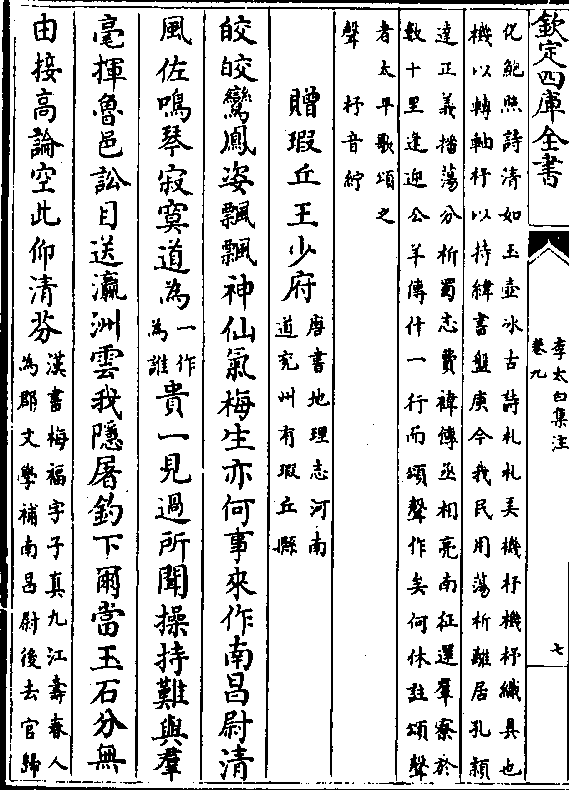 欽定四庫全書
李太白集注
卷九
七
化鮑照詩清如玉壺冰古詩札札弄機杼機杼織具也
機以轉軸杼以持緯書盤庚今我民用蕩析離居孔穎
達正義播蕩分析蜀志費禕傳丞相亮南征還羣寮於
數十里逢迎公羊傳什一行而頌聲作矣何休註頌聲
者太平歌頌之
聲 杼音紵
贈瑕丘王少府唐書地理志河南
道兖州有瑕丘縣
皎皎鸞鳳姿飄飄神仙氣梅生亦何事來作南昌尉清
風佐鳴琴寂寞道為一作
為誰貴一見過所聞操持難與羣
毫揮魯邑訟目送瀛洲雲我隱屠釣下爾當玉石分無
由接高論空此仰清芬漢書梅福字子真九江壽春人
為郡文學補南昌尉後去官歸